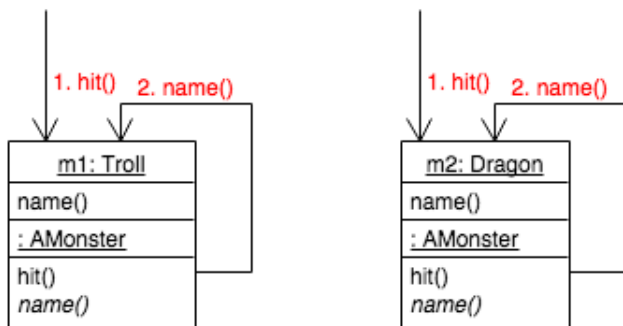 1. hit()
2. name()
m1: Troll
name()
: AMonster
hit()
name()
1. hit()
2. name()
m2: Dragon
name()
: AMonster
hit()
name()